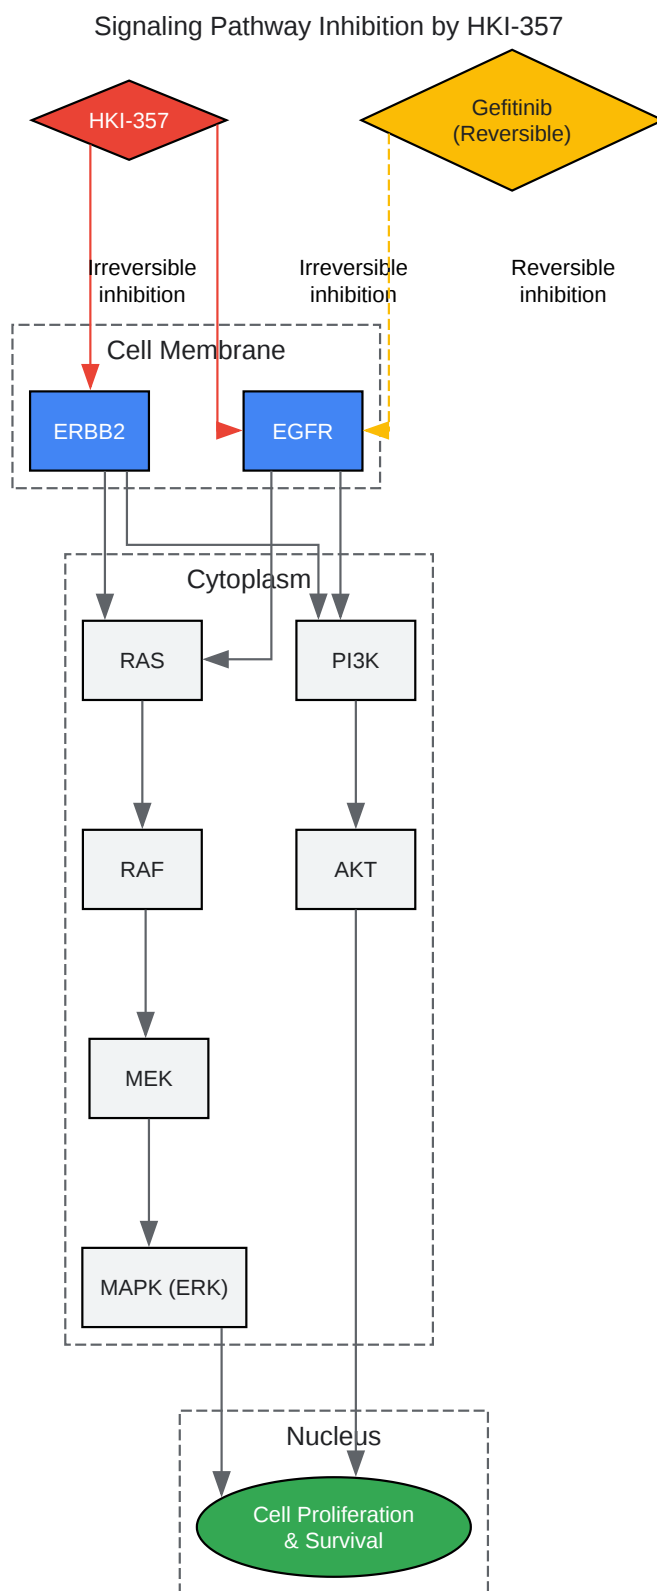 Signaling Pathway Inhibition by HKI-357
HKI-357
Gefitinib
(Reversible)
Irreversible
inhibition
Irreversible
inhibition
Reversible
inhibition
Cell Membrane
ERBB2
EGFR
Cytoplasm
RAS
PI3K
RAF
AKT
MEK
MAPK (ERK)
Nucleus
Cell Proliferation
& Survival